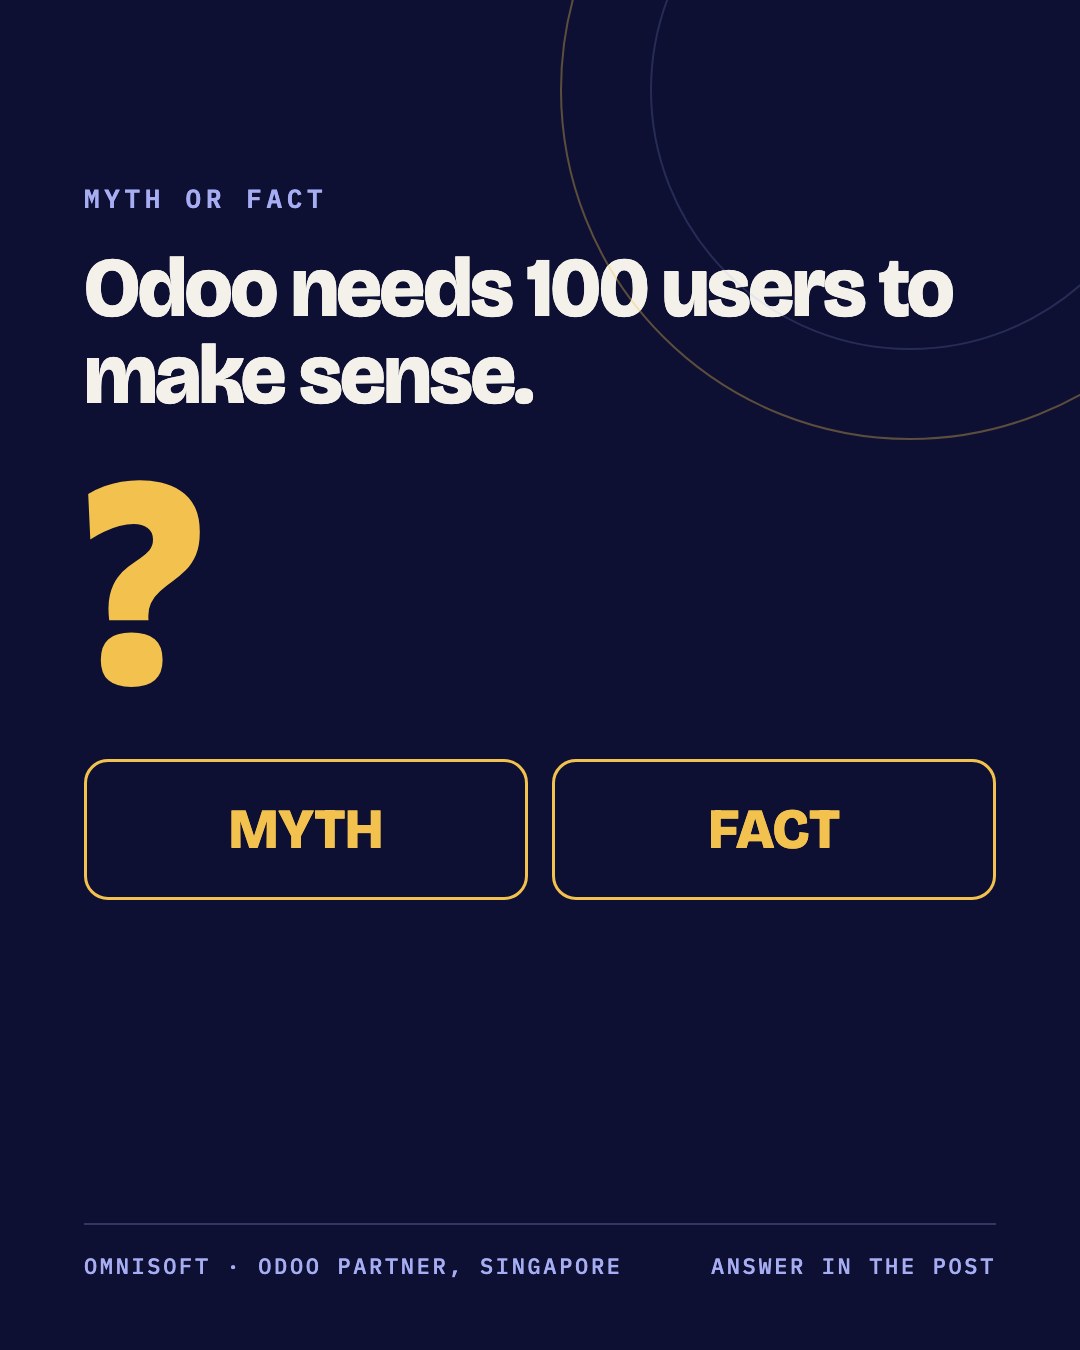 MYTH OR FACT
Odoo needs 100 users to
make sense.
?
MYTH
FACT
OMNISOFT · ODOO PARTNER, SINGAPORE
ANSWER IN THE POST